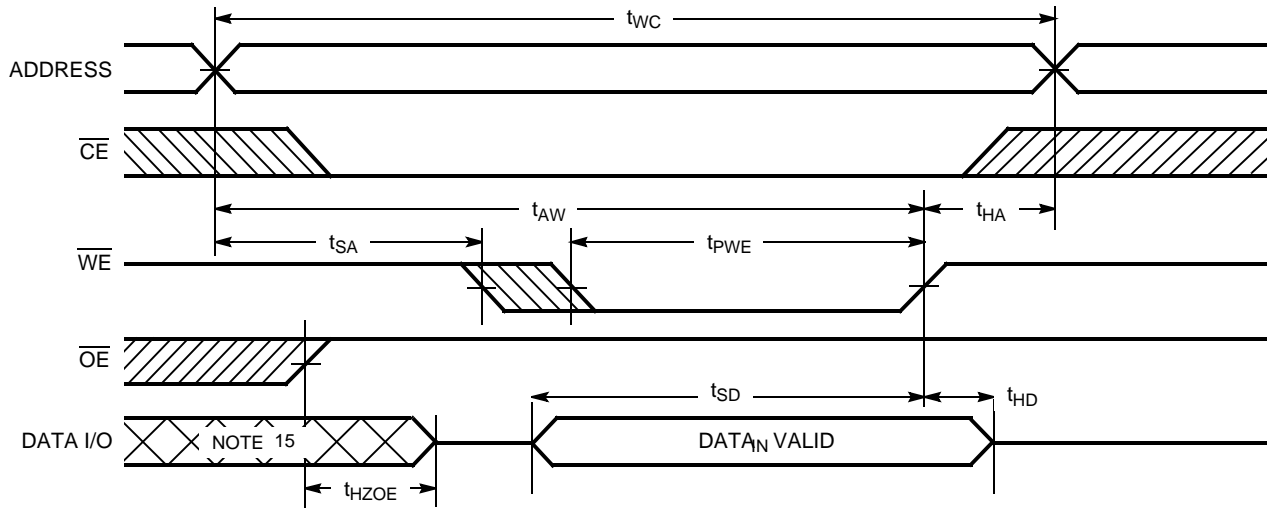 tWC
ADDRESS
CE
tAW
tHA
tSA
tPWE
WE
OE
tSD
tHD
DATA I/O
NOTE 15
DATAIN VALID
tHZOE